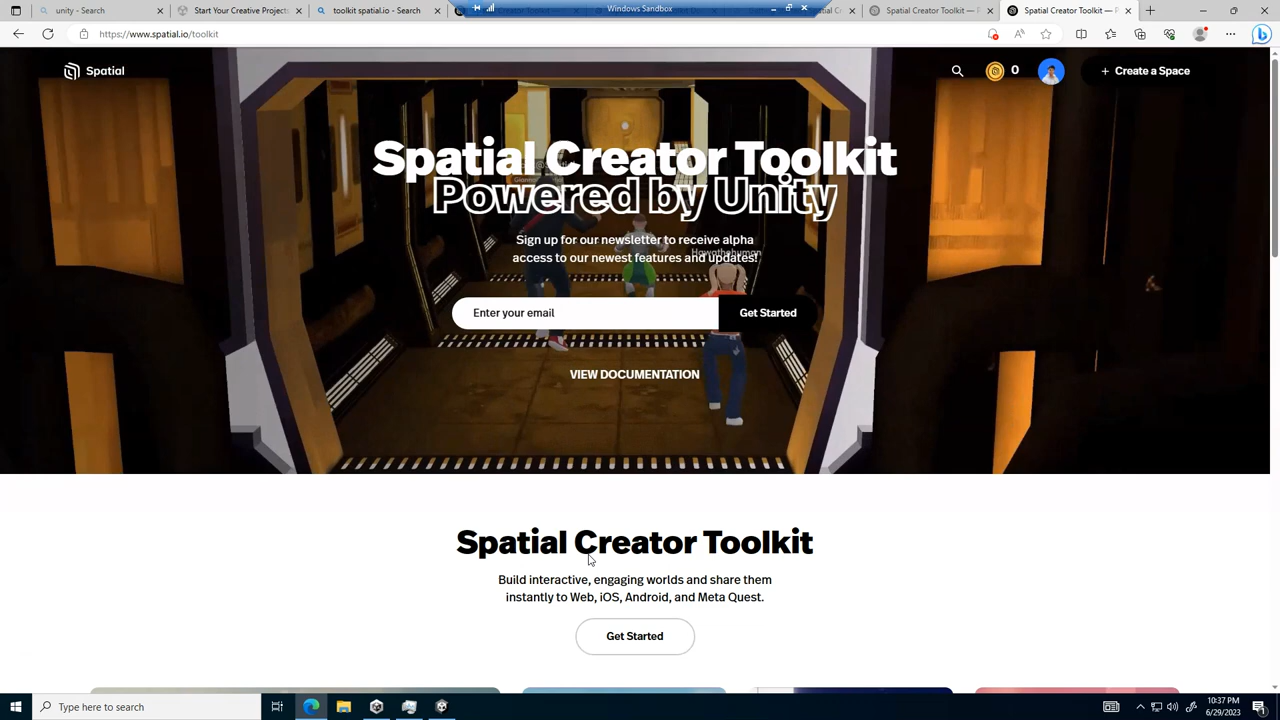 Windows Sandbox
unity - Search
Start Your Creative Projects
toolkit spatial.io - Search
Spatial Creator Toolkit — P
Spatial Creator Toolkit — P
https://www.spatial.io/toolkit
Spatial
0
+ Create a Space
Spatial Creator Toolkit
Powered by Unity
Sign up for our newsletter to receive alpha
access to our newest features and updates!
Enter your email
Get Started
VIEW DOCUMENTATION
Spatial Creator Toolkit
Build interactive, engaging worlds and share them
instantly to Web, iOS, Android, and Meta Quest.
Get Started
Type here to search
10:37 PM
6/29/2023